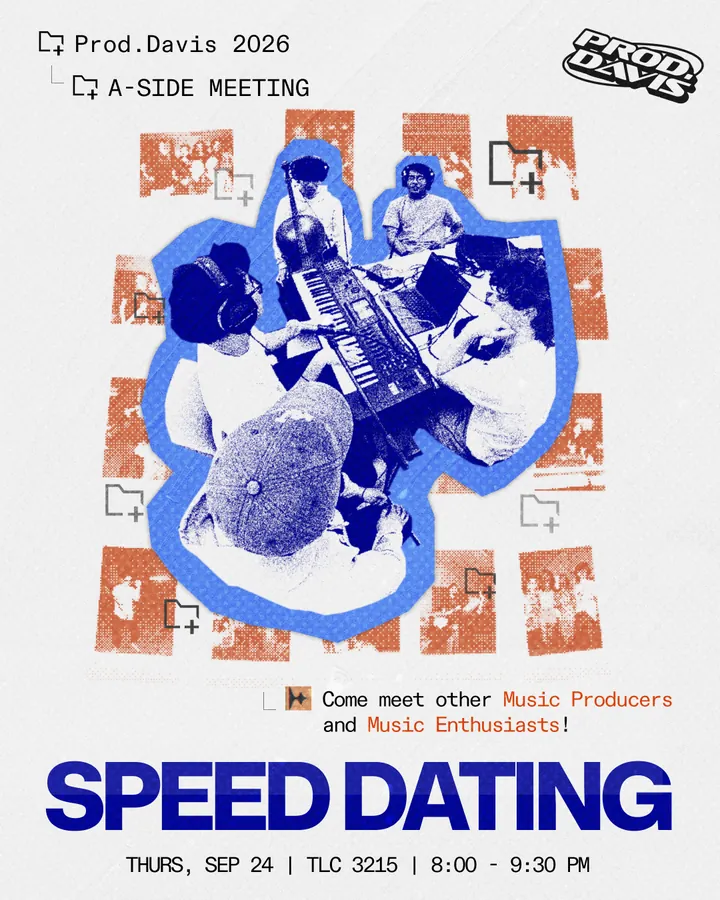 Prod.Davis 2026
PROD.
DAVIS
A-SIDE MEETING
Come meet other Music Producers
and Music Enthusiasts!
SPEED DATING
THURS, SEP 24 | TLC 3215 | 8:00 - 9:30 PM